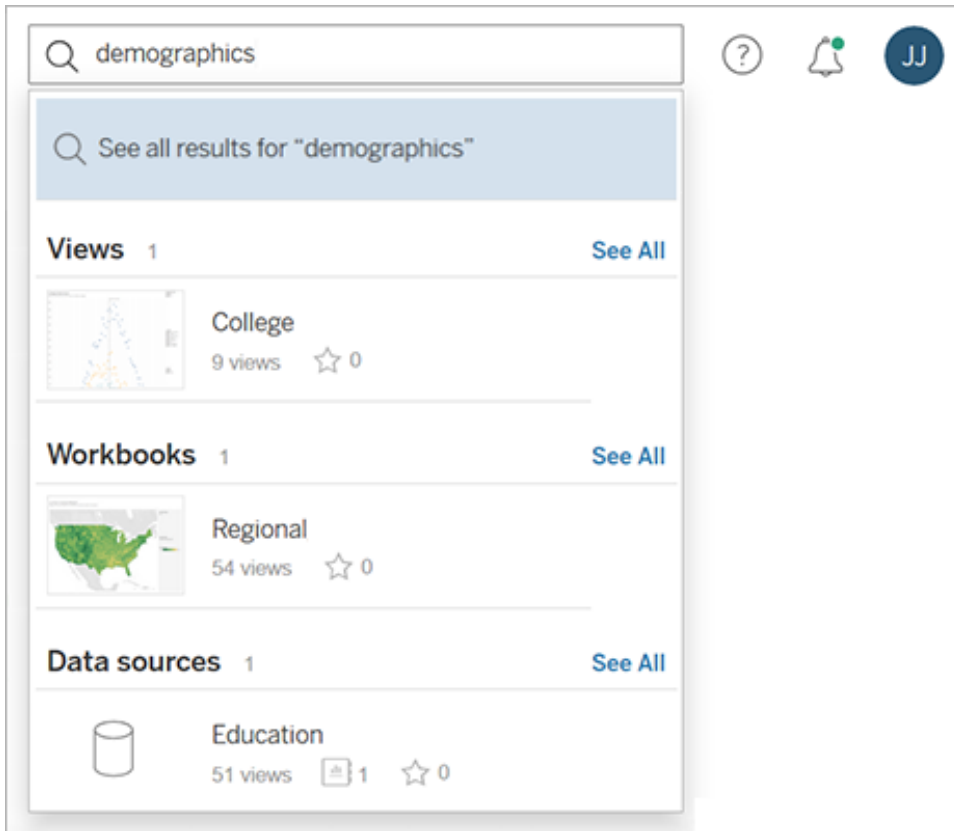 demographics
?
JJ
See all results for “demographics”
Views 1 See All
College
9 views 0
Workbooks 1 See All
Regional
54 views 0
Data sources 1 See All
Education
51 views 1 0